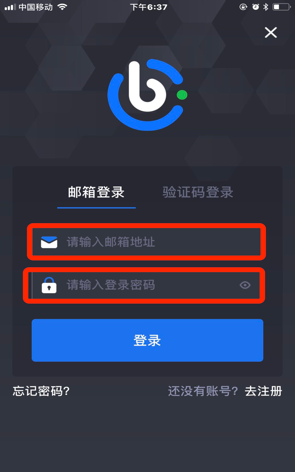 中国移动 下午6:37
邮箱登录 验证码登录
请输入邮箱地址
请输入登录密码
登录
忘记密码? 还没有账号? 去注册